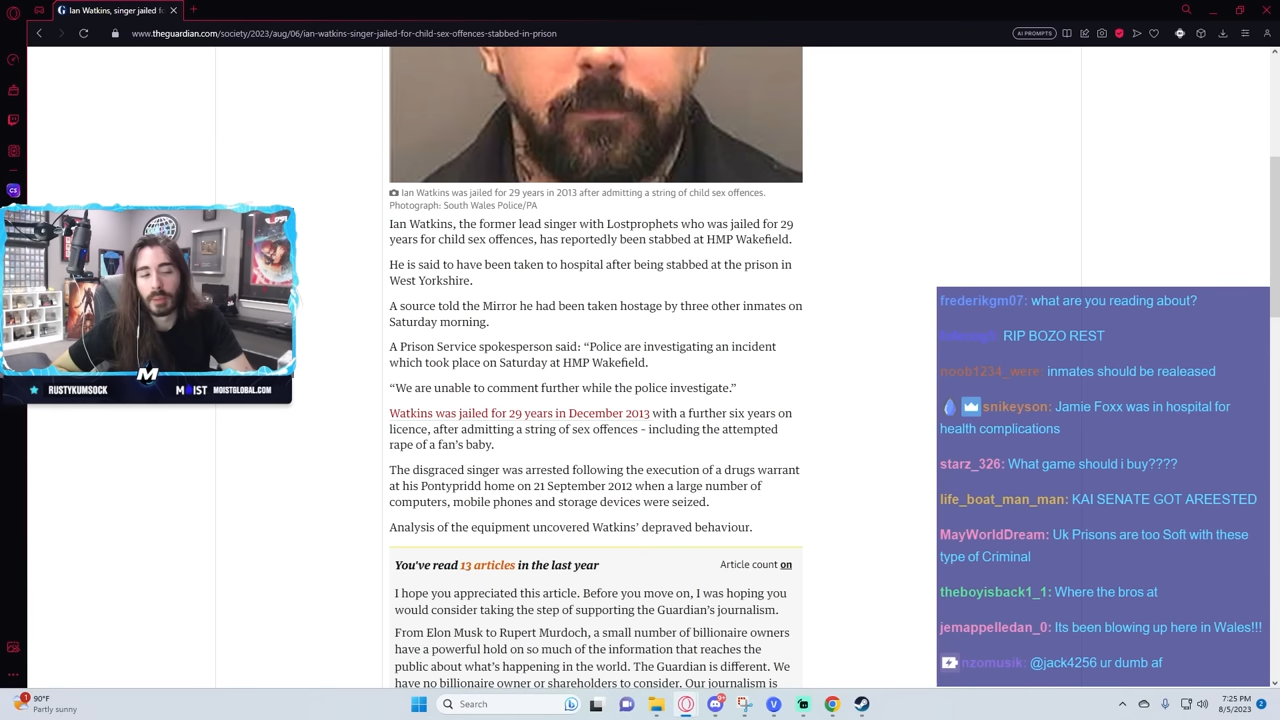 Ian Watkins, singer jailed f
www.theguardian.com/society/2023/aug/06/ian-watkins-singer-jailed-for-child-sex-offences-stabbed-in-prison
AI PROMPTS
Ian Watkins was jailed for 29 years in 2013 after admitting a string of child sex offences.
Photograph: South Wales Police/PA
Ian Watkins, the former lead singer with Lostprophets who was jailed for 29
years for child sex offences, has reportedly been stabbed at HMP Wakefield.
He is said to have been taken to hospital after being stabbed at the prison in
West Yorkshire.
A source told the Mirror he had been taken hostage by three other inmates on
Saturday morning.
A Prison Service spokesperson said: “Police are investigating an incident
which took place on Saturday at HMP Wakefield.
“We are unable to comment further while the police investigate.”
Watkins was jailed for 29 years in December 2013 with a further six years on
licence, after admitting a string of sex offences – including the attempted
rape of a fan’s baby.
The disgraced singer was arrested following the execution of a drugs warrant
at his Pontypridd home on 21 September 2012 when a large number of
computers, mobile phones and storage devices were seized.
Analysis of the equipment uncovered Watkins’ depraved behaviour.
You've read 13 articles in the last year
Article count on
I hope you appreciated this article. Before you move on, I was hoping you
would consider taking the step of supporting the Guardian’s journalism.
From Elon Musk to Rupert Murdoch, a small number of billionaire owners
have a powerful hold on so much of the information that reaches the
public about what’s happening in the world. The Guardian is different. We
have no billionaire owner or shareholders to consider. Our journalism is
CS
RUSTYKUMSOCK
MOIST MOISTGLOBAL.COM
frederikgm07: what are you reading about?
RIP BOZO REST
noob1234_were: inmates should be realeased
snikeyson: Jamie Foxx was in hospital for
health complications
starz_326: What game should i buy????
life_boat_man_man: KAI SENATE GOT AREESTED
MayWorldDream: Uk Prisons are too Soft with these
type of Criminal
theboyisback1_1: Where the bros at
jemappelledan_0: Its been blowing up here in Wales!!!
nzomusik: @jack4256 ur dumb af
1
90°F
Partly sunny
Search
9+
7:25 PM
8/5/2023
2